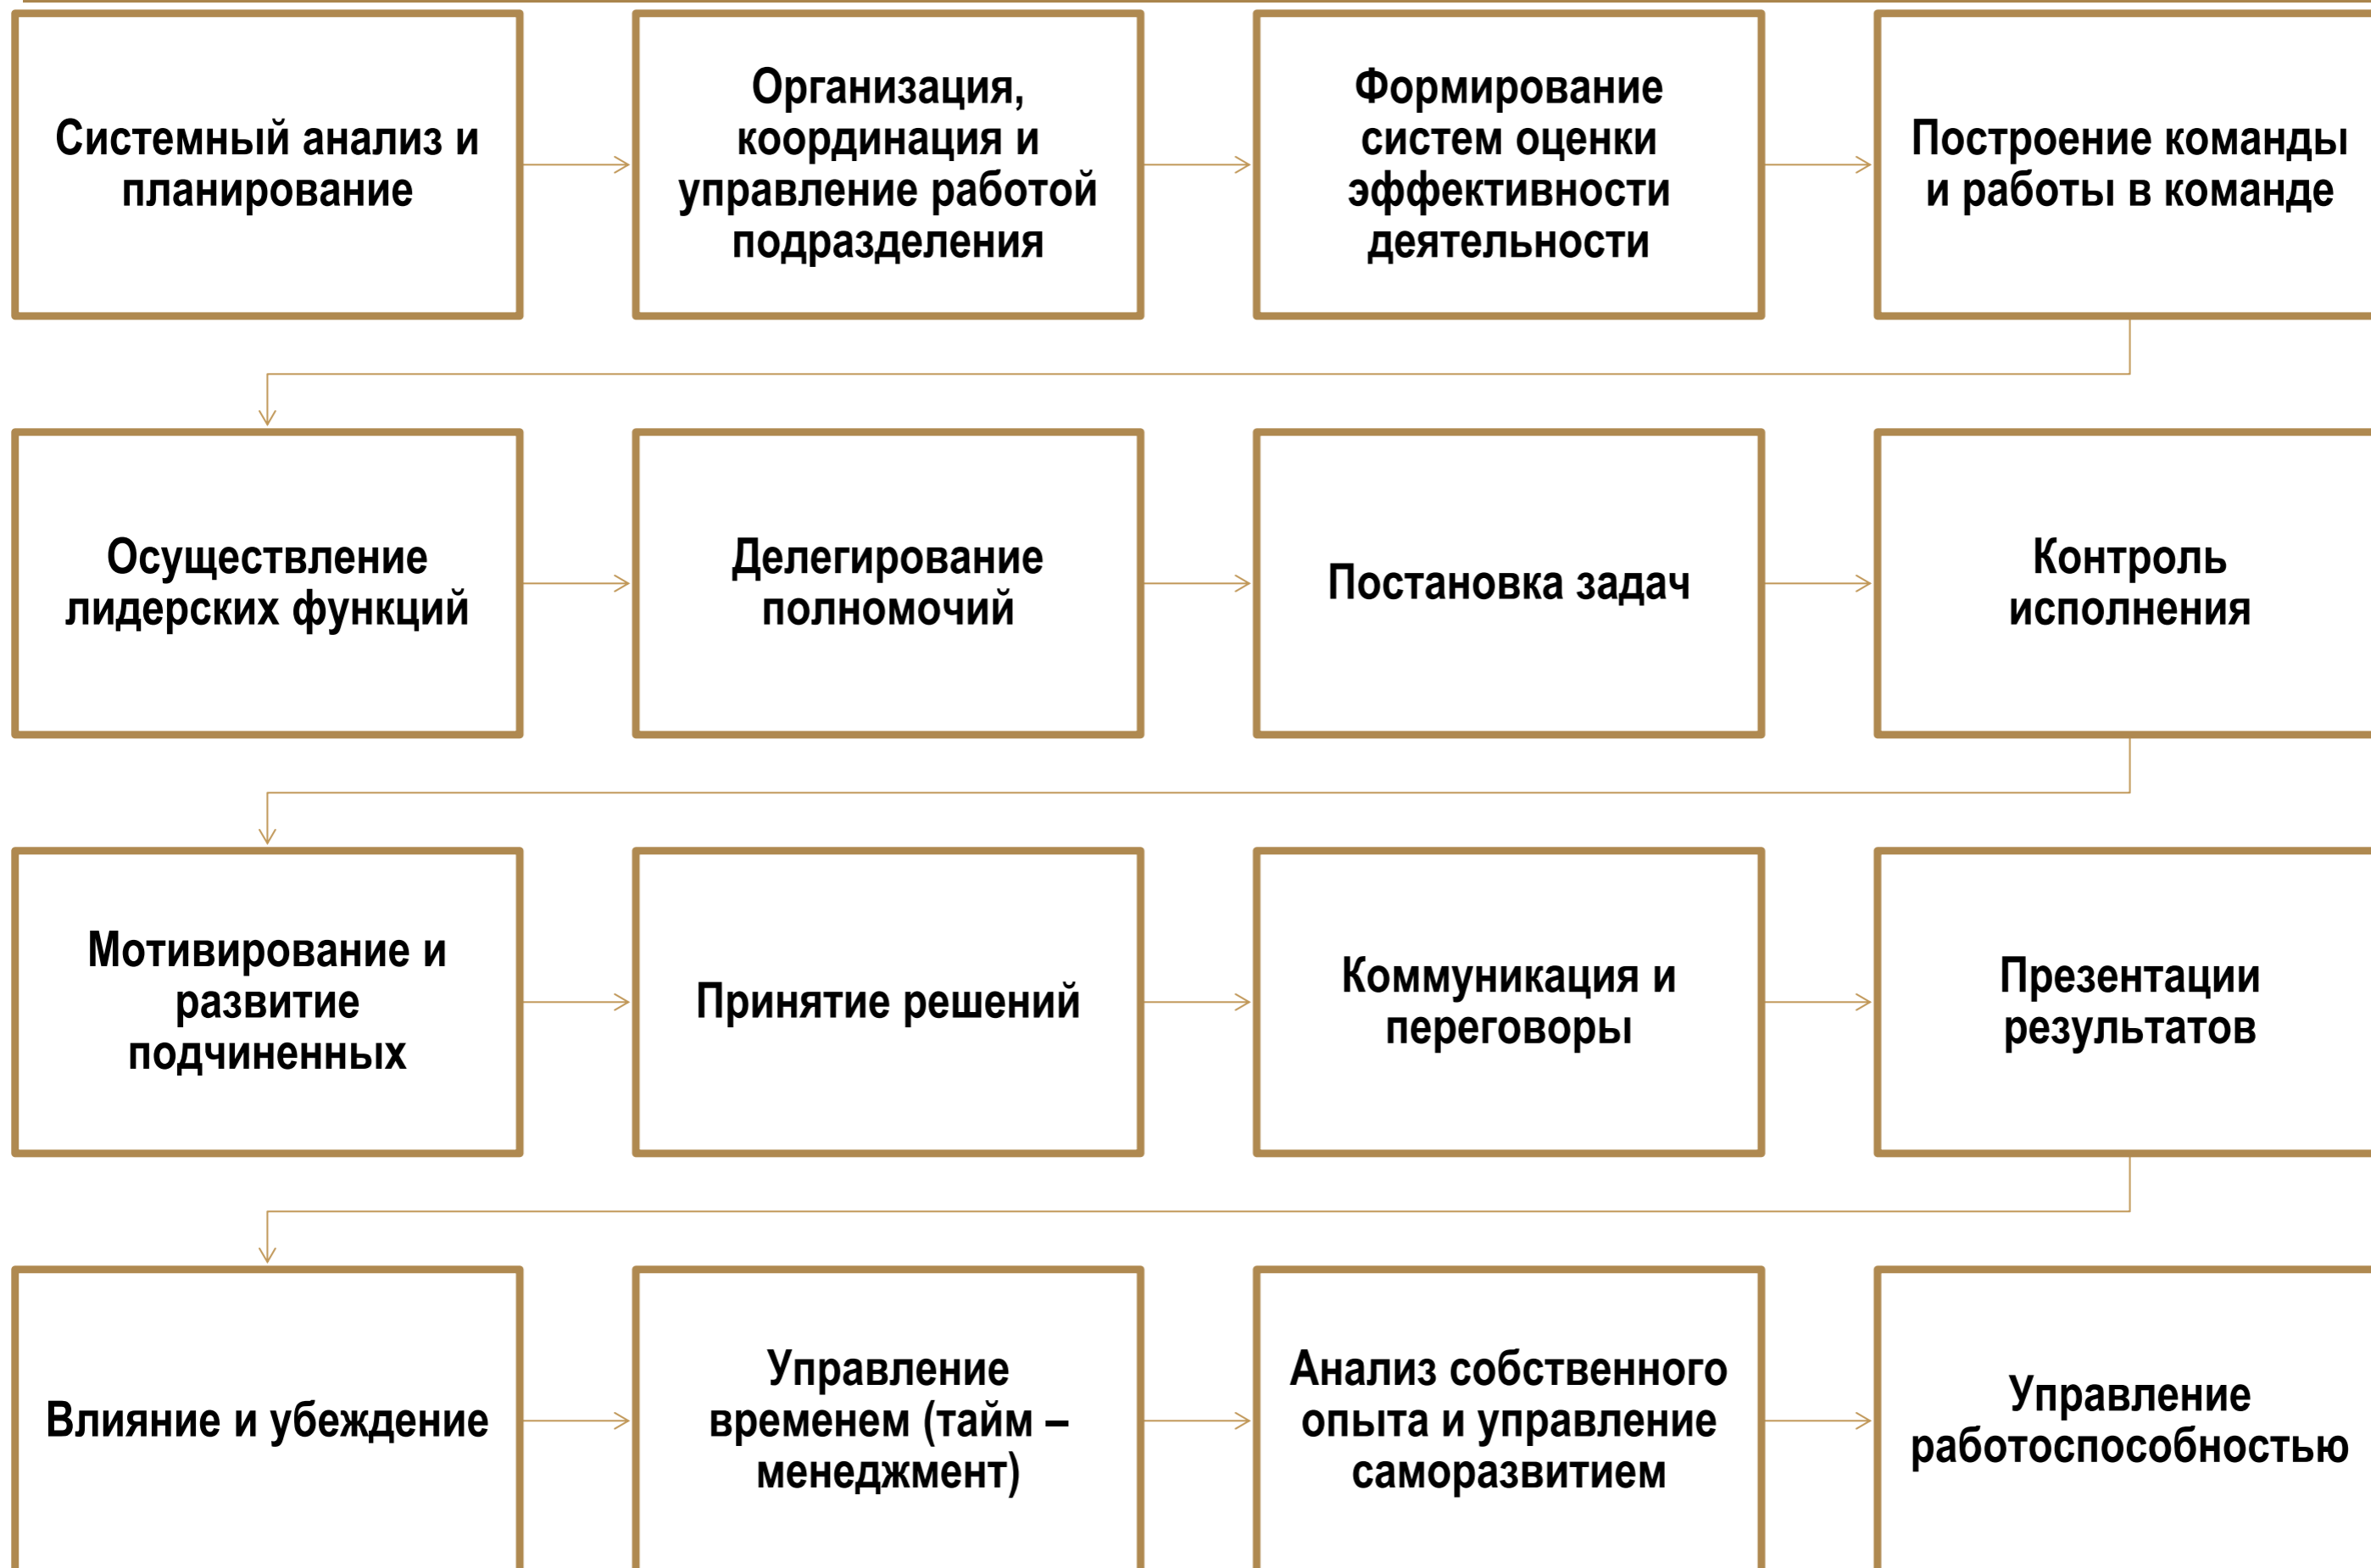 Системный анализ и
планирование
Организация,
координация и
управление работой
подразделения
Формирование
систем оценки
эффективности
деятельности
Построение команды
и работы в команде
Осуществление
лидерских функций
Делегирование
полномочий
Постановка задач
Контроль
исполнения
Мотивирование и
развитие
подчиненных
Принятие решений
Коммуникация и
переговоры
Презентации
результатов
Влияние и убеждение
Управление
временем (тайм –
менеджмент)
Анализ собственного
опыта и управление
саморазвитием
Управление
работоспособностью